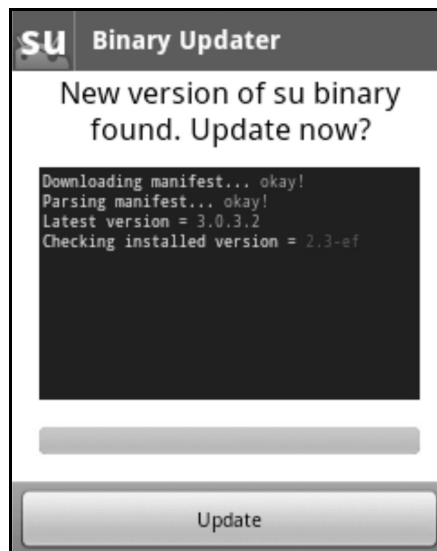 su Binary Updater
New version of su binary
found. Update now?
Downloading manifest... okay!
Parsing manifest... okay!
Latest version = 3.0.3.2
Checking installed version = 2.3-ef
Update